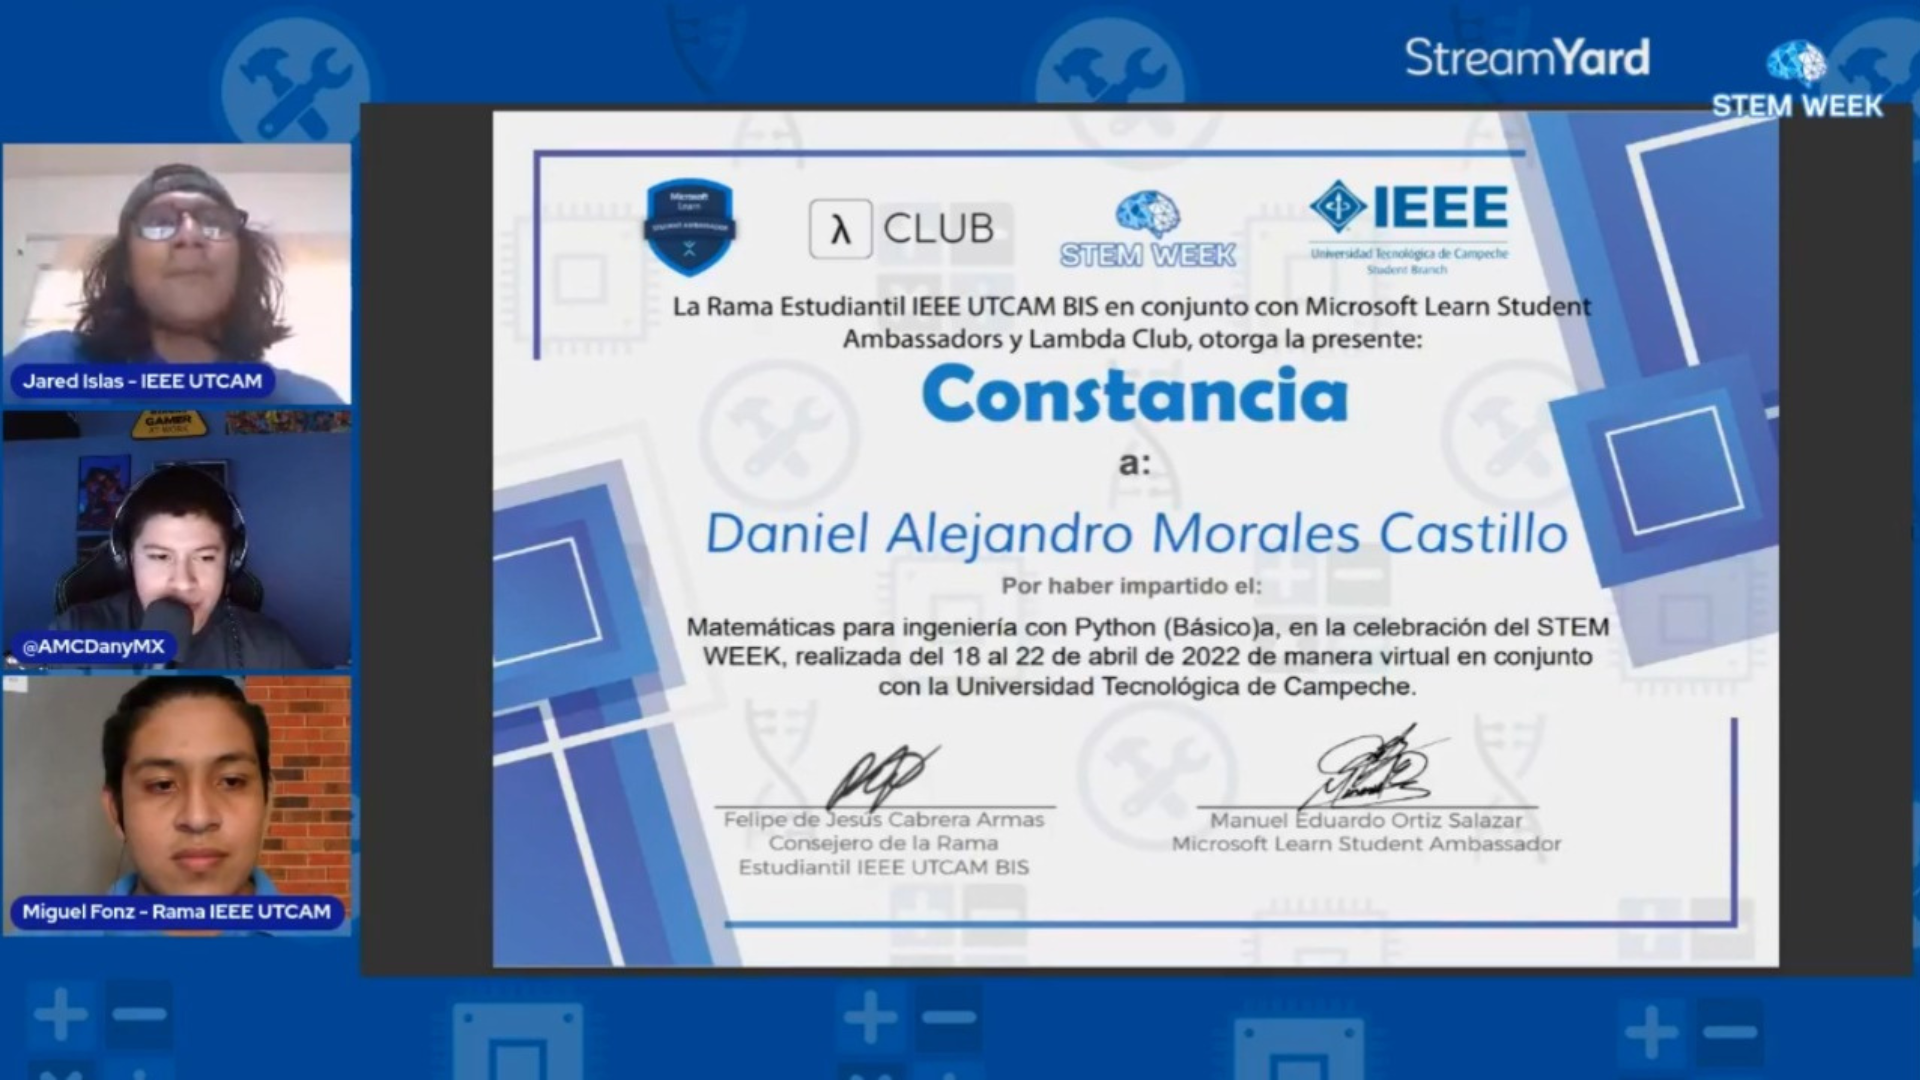 StreamYard
STEM WEEK
Jared Islas - IEEE UTCAM
GAMER
AT WORK
@AMCDanyMX
Miguel Fonz - Rama IEEE UTCAM
Microsoft
Learn
STUDENT AMBASSADOR
λ CLUB
STEM WEEK
IEEE
Universidad Tecnológica de Campeche
Student Branch
La Rama Estudiantil IEEE UTCAM BIS en conjunto con Microsoft Learn Student
Ambassadors y Lambda Club, otorga la presente:
Constancia
a:
Daniel Alejandro Morales Castillo
Por haber impartido el:
Matemáticas para ingeniería con Python (Básico)a, en la celebración del STEM
WEEK, realizada del 18 al 22 de abril de 2022 de manera virtual en conjunto
con la Universidad Tecnológica de Campeche.
Felipe de Jesús Cabrera Armas
Consejero de la Rama
Estudiantil IEEE UTCAM BIS
Manuel Eduardo Ortiz Salazar
Microsoft Learn Student Ambassador